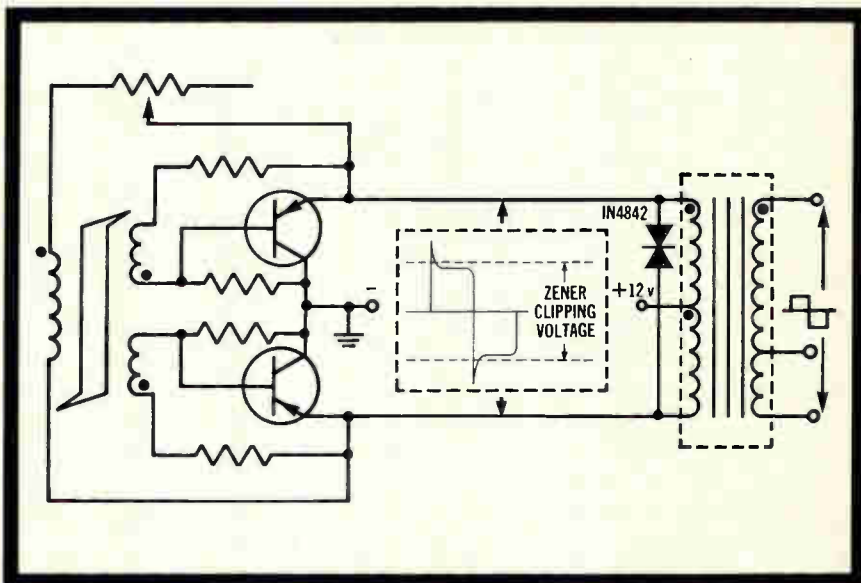 IN4842
+12 v
-
ZENER
CLIPPING
VOLTAGE